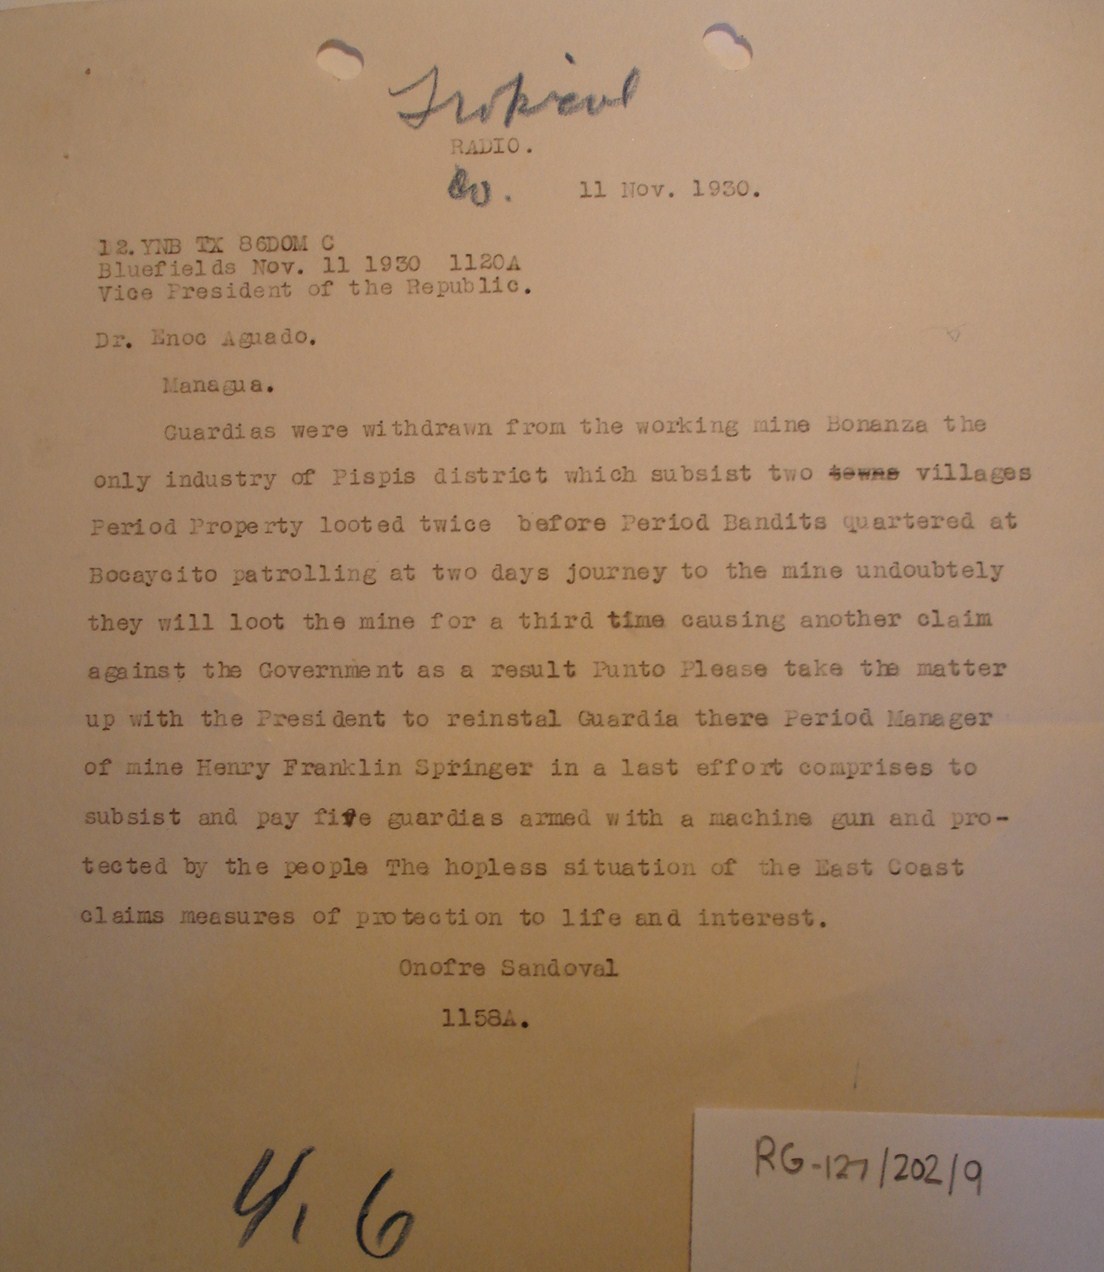 Tropical
RADIO.
Co. 11 Nov. 1930.
12.YNB TX 86DOM C
Bluefields Nov. 11 1930 1120A
Vice President of the Republic.
Dr. Enoc Aguado.
Managua.
Guardias were withdrawn from the working mine Bonanza the
only industry of Pispis district which subsist two towns villages
Period Property looted twice before Period Bandits quartered at
Bocaycito patrolling at two days journey to the mine undoubtely
they will loot the mine for a third time causing another claim
against the Government as a result Punto Please take the matter
up with the President to reinstal Guardia there Period Manager
of mine Henry Franklin Springer in a last effort comprises to
subsist and pay five guardias armed with a machine gun and pro-
tected by the people The hopless situation of the East Coast
claims measures of protection to life and interest.
Onofre Sandoval
1158A.
RG-127/202/9